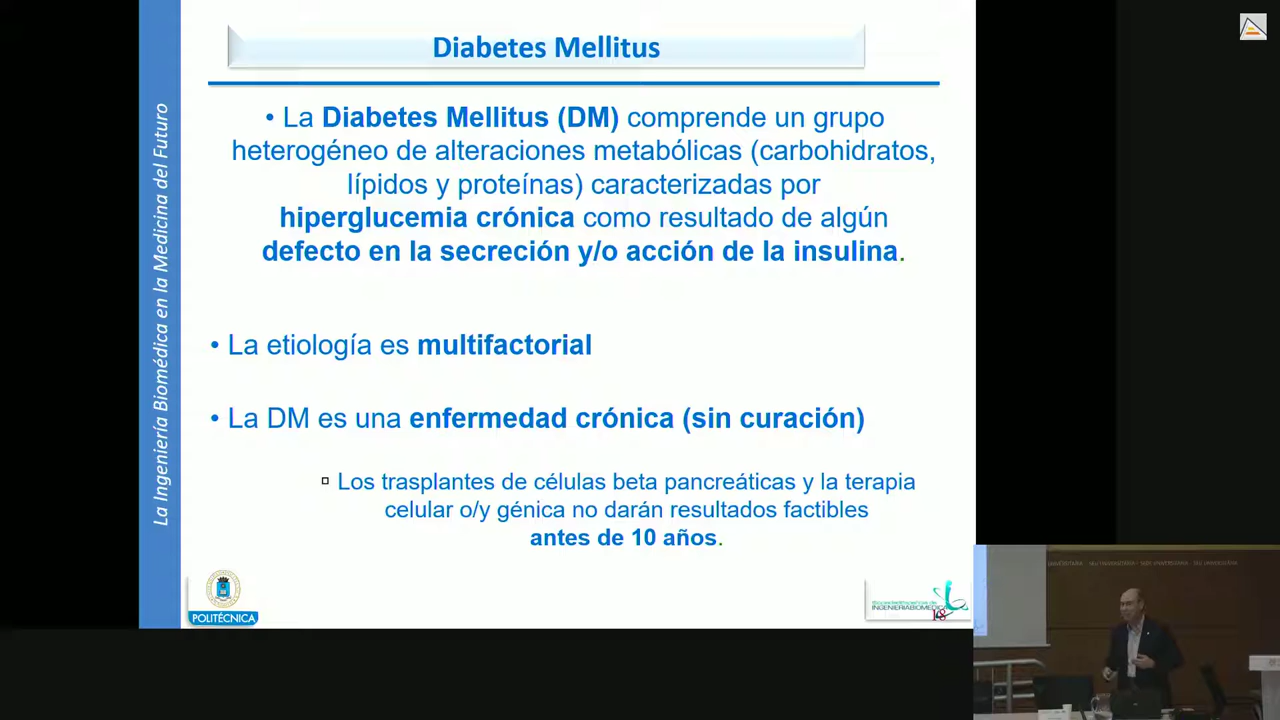 Diabetes Mellitus
La Ingeniería Biomédica en la Medicina del Futuro
• La Diabetes Mellitus (DM) comprende un grupo
heterogéneo de alteraciones metabólicas (carbohidratos,
lípidos y proteínas) caracterizadas por
hiperglucemia crónica como resultado de algún
defecto en la secreción y/o acción de la insulina.
• La etiología es multifactorial
• La DM es una enfermedad crónica (sin curación)
▫ Los trasplantes de células beta pancreáticas y la terapia
celular o/y génica no darán resultados factibles
antes de 10 años.
POLITÉCNICA
INGENIERIABIOMEDICA
168